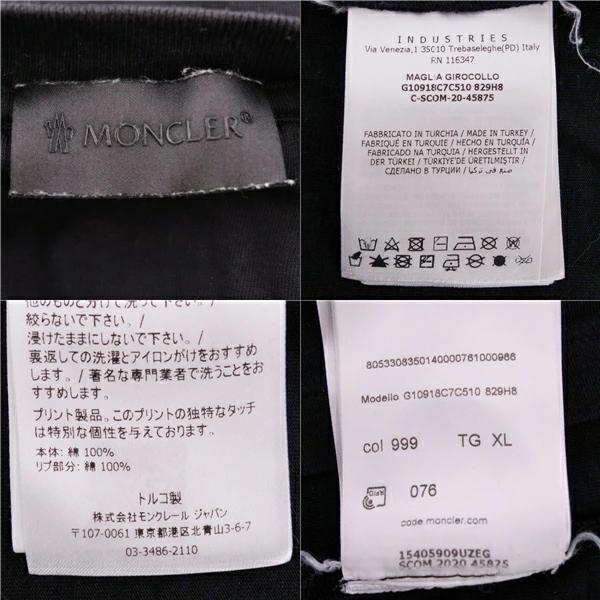 MONCLER®
INDUSTRIES
Via Venezia,1 35010 Trebaseleghe(PD) Italy
RN 116347
MAGLIA GIROCOLLO
G10918C7C510 829H8
C-SCOM-20-45875
FABBRICATO IN TURCHIA / MADE IN TURKEY /
FABRIQUÉ EN TURQUIE / HECHO EN TURQUÍA /
FABRICADO NA TURQUIA / HERGESTELLT IN
DER TÜRKEI / TÜRKİYE'DE ÜRETILMIŞTIR /
СДЕЛАНО В ТУРЦИИ / صنع في تركيا
絞らないで下さい。/
浸けたままにしないで下さい。/
裏返しての洗濯とアイロンがけをおすすめ
します。/ 著名な専門業者で洗うことをお
すすめします。
プリント製品。このプリントの独特なタッチ
は特別な個性を与えております。
本体: 綿 100%
リブ部分: 綿 100%
トルコ製
株式会社モンクレール ジャパン
〒107-0061 東京都港区北青山3-6-7
03-3486-2110
8053308350140000761000966
Modello G10918C7C510 829H8
col 999 TG XL
076
code.moncler.com
15405909UZEG
SCOM 2020 45875